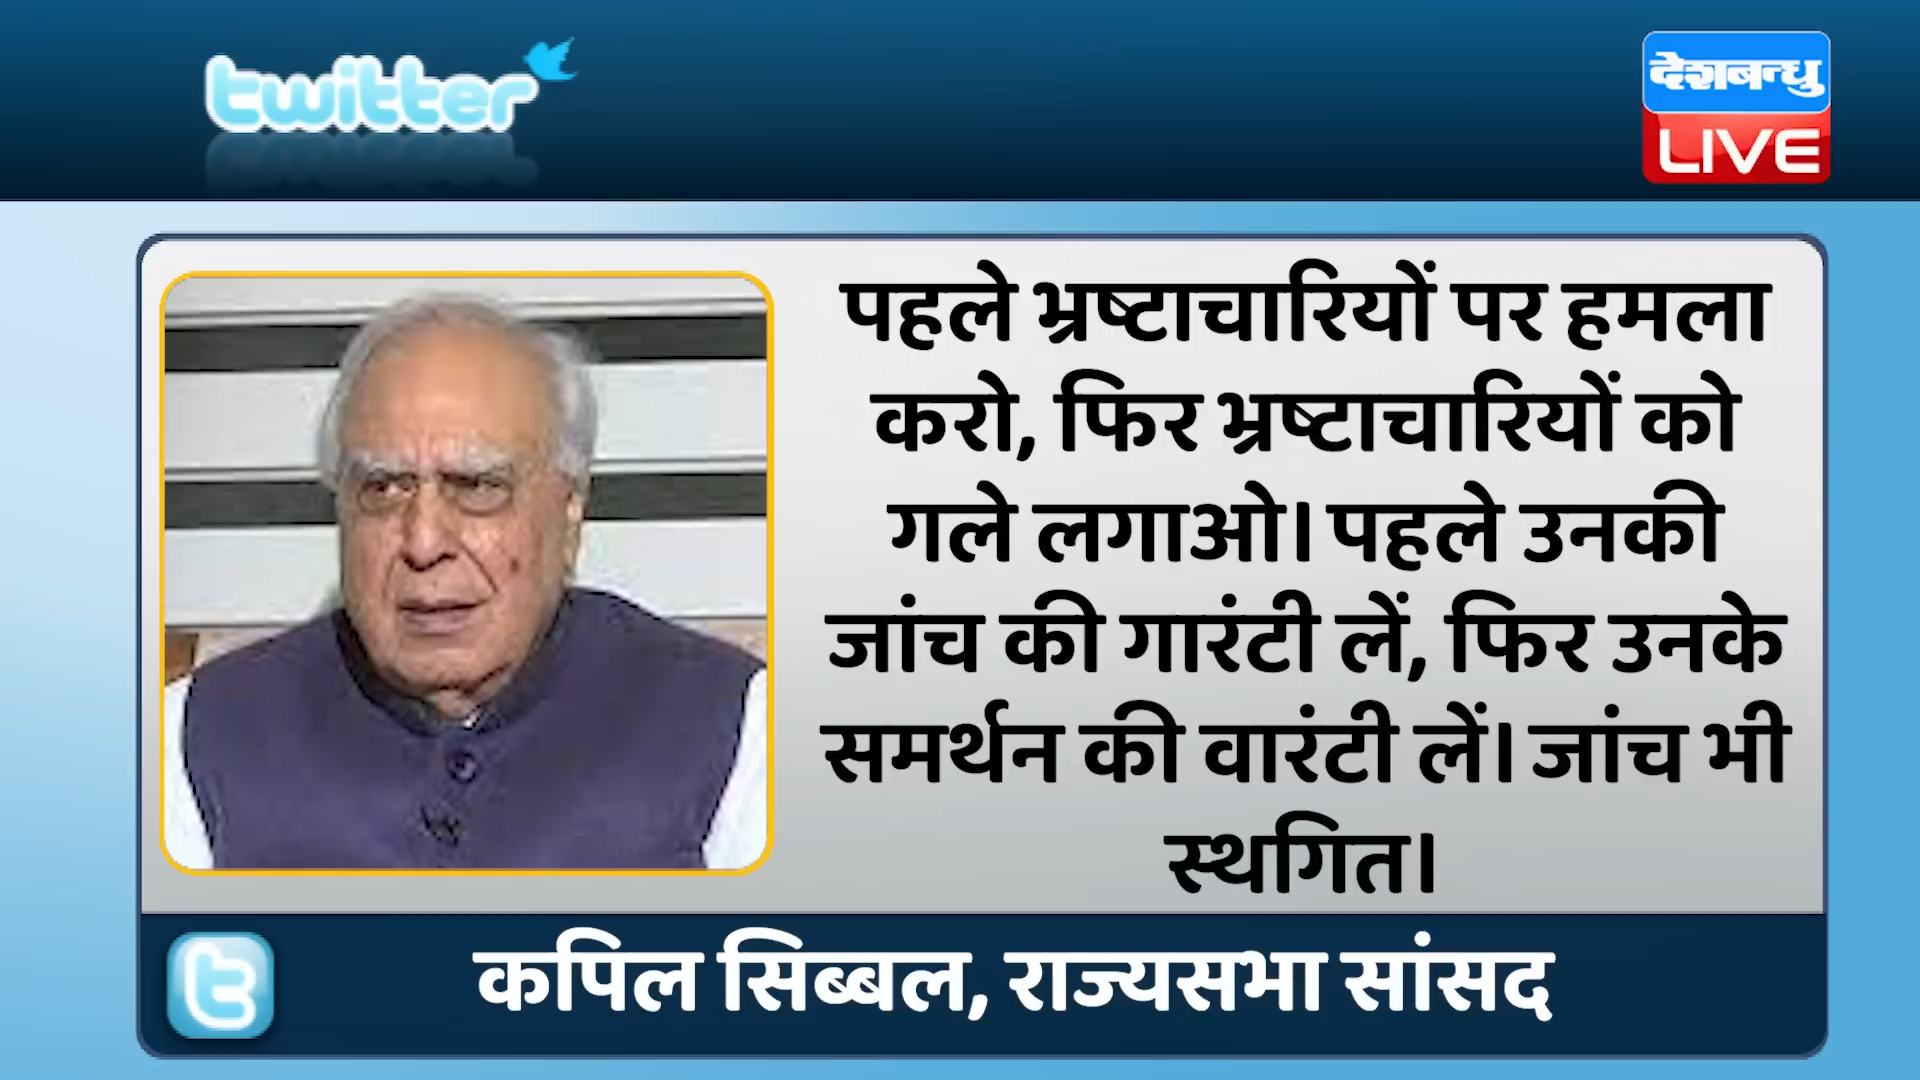 twitter
देशबन्धु
LIVE
पहले भ्रष्टाचारियों पर हमला
करो, फिर भ्रष्टाचारियों को
गले लगाओ। पहले उनकी
जांच की गारंटी लें, फिर उनके
समर्थन की वारंटी लें। जांच भी
स्थगित।
t
कपिल सिब्बल, राज्यसभा सांसद